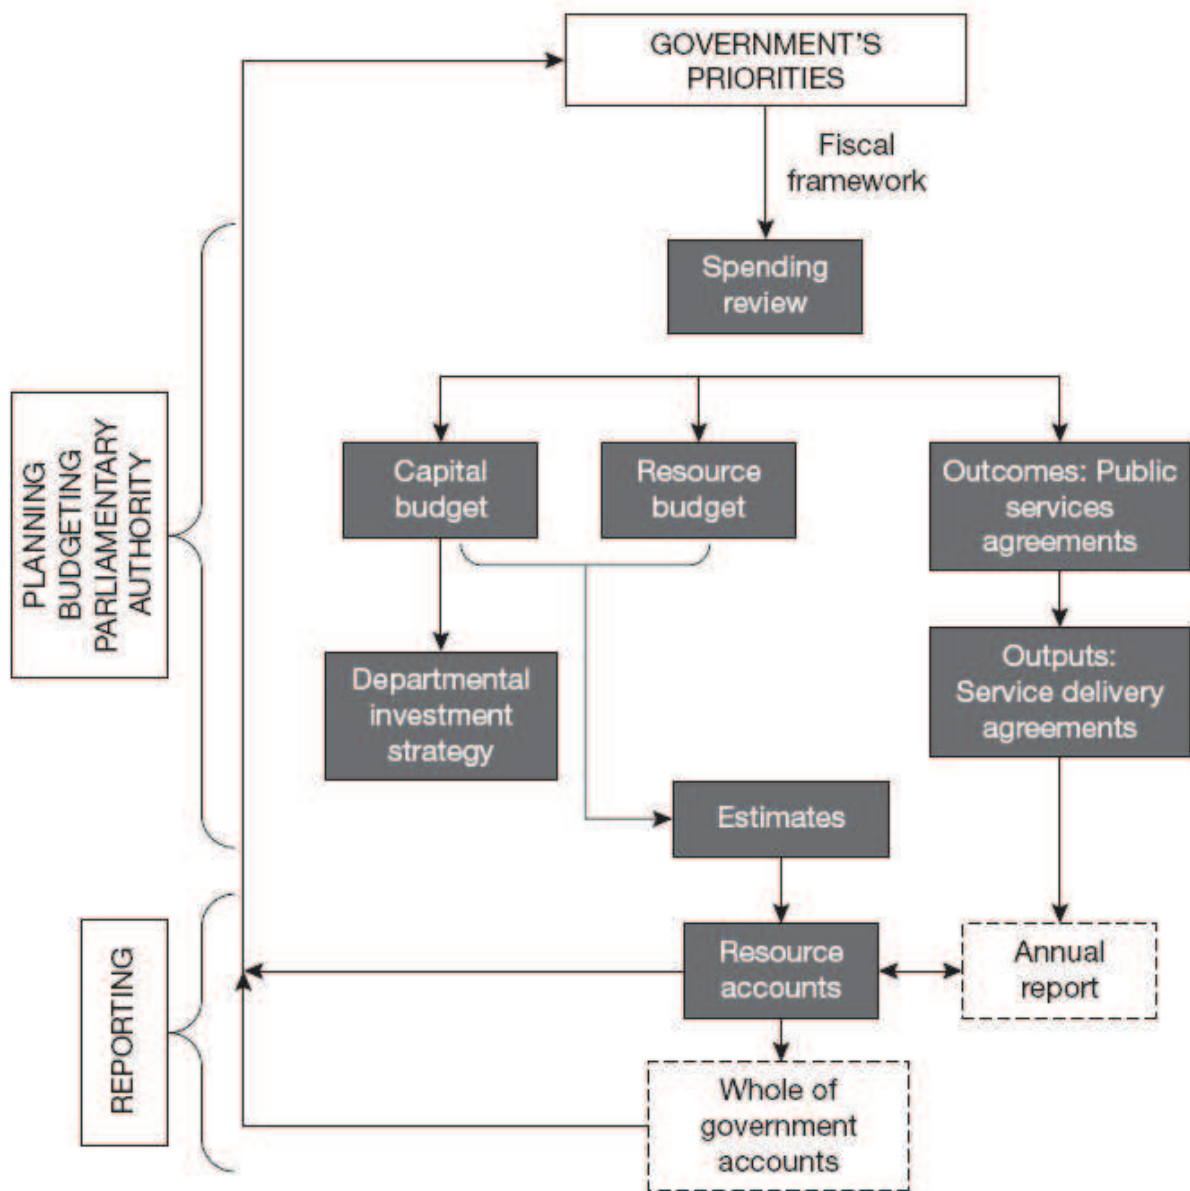 GOVERNMENT'S
PRIORITIES
Fiscal
framework
Spending
review
Capital
budget
Resource
budget
Outcomes: Public
services
agreements
PLANNING
BUDGETING
PARLIAMENTARY
AUTHORITY
Departmental
investment
strategy
Outputs:
Service delivery
agreements
Estimates
REPORTING
Resource
accounts
Annual
report
Whole of
government
accounts